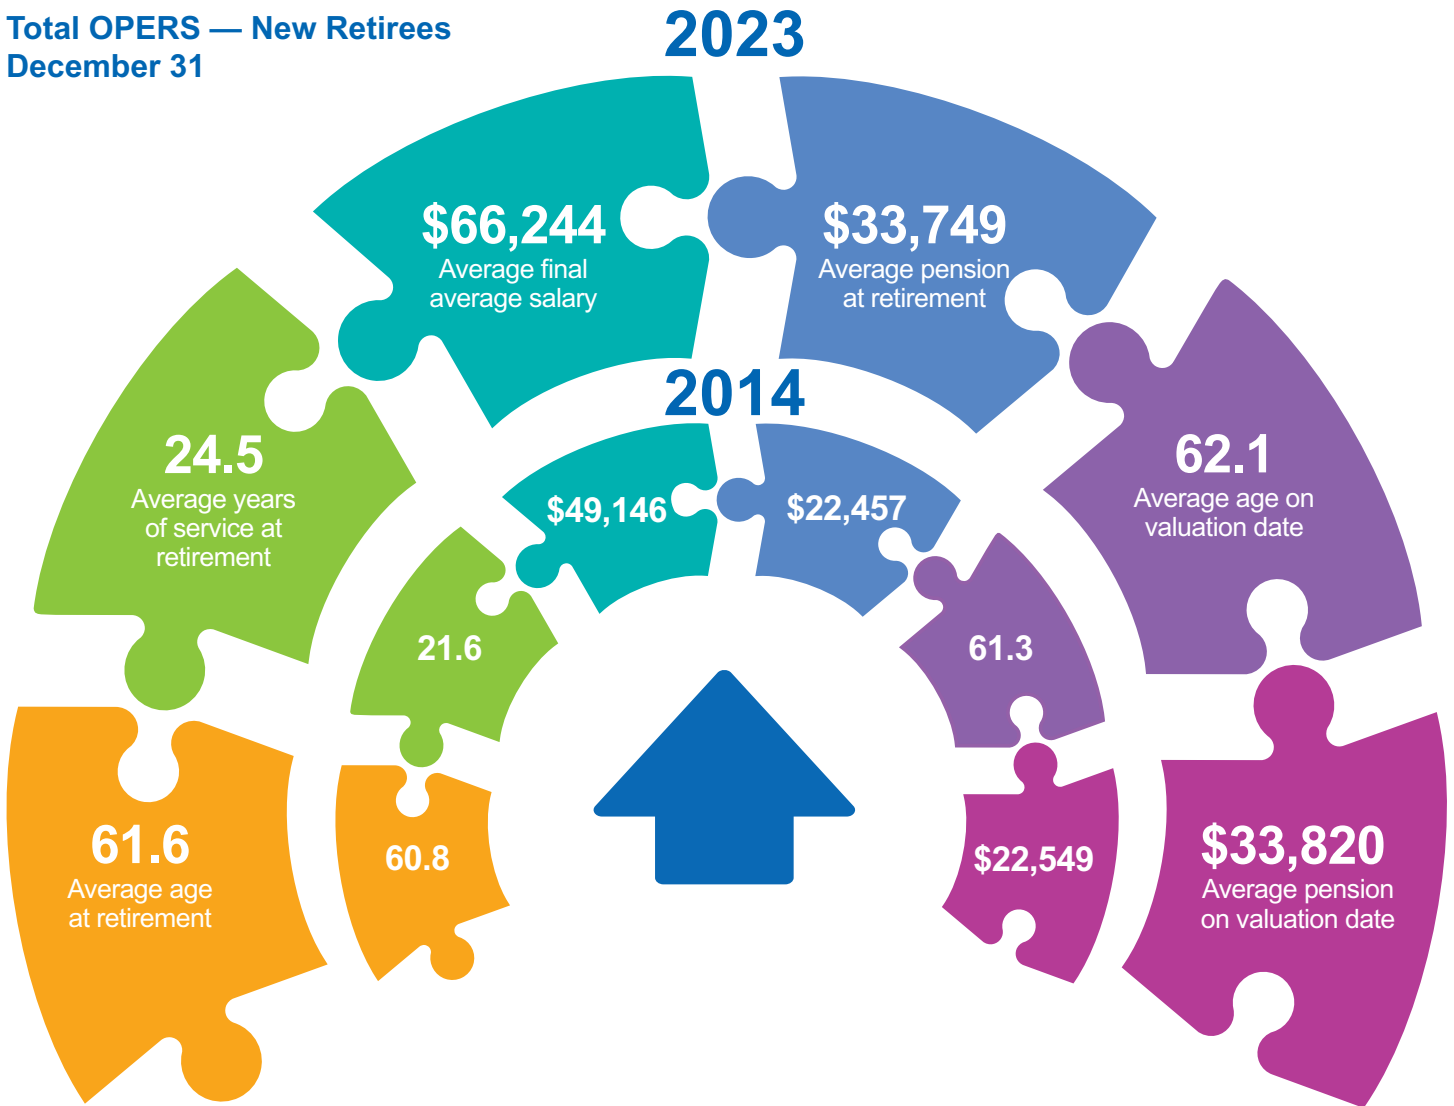 Total OPERS — New Retirees
December 31
2023
$66,244
Average final
average salary
$33,749
Average pension
at retirement
24.5
Average years
of service at
retirement
62.1
Average age on
valuation date
61.6
Average age
at retirement
$33,820
Average pension
on valuation date
2014
$49,146
$22,457
21.6
61.3
60.8
$22,549